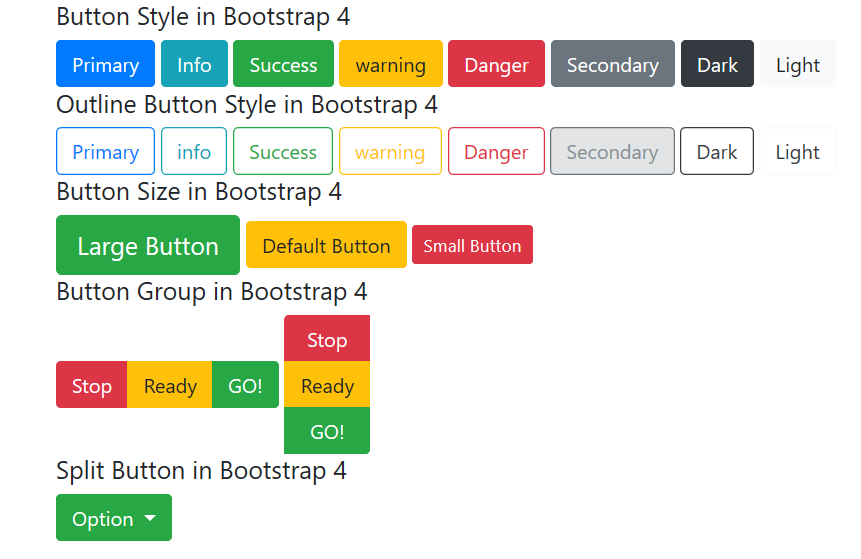 Button Style in Bootstrap 4
Primary Info Success warning Danger Secondary Dark Light
Outline Button Style in Bootstrap 4
Primary info Success warning Danger Secondary Dark Light
Button Size in Bootstrap 4
Large Button Default Button Small Button
Button Group in Bootstrap 4
Stop
Stop Ready GO! Ready
GO!
Split Button in Bootstrap 4
Option